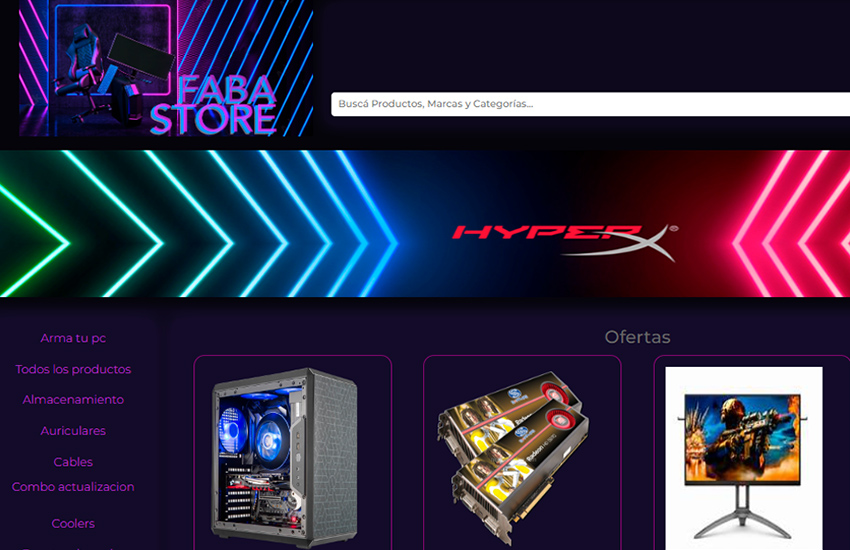 FABA
STORE
Buscá Productos, Marcas y Categorías...
HYPERX®
Ofertas
Arma tu pc
Todos los productos
Almacenamiento
Auriculares
Cables
Combo actualizacion
Coolers